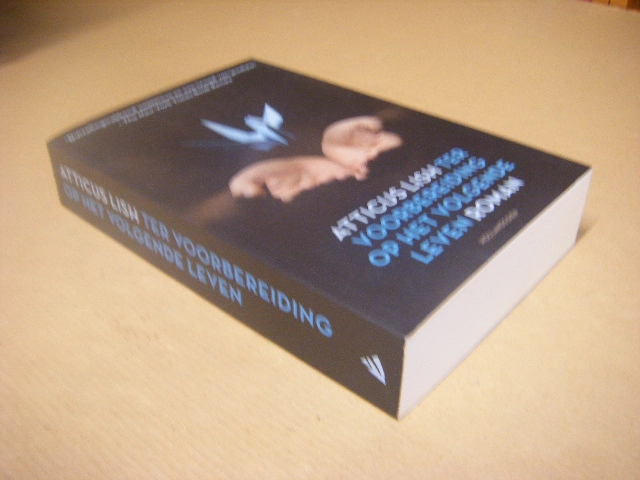 ATTICUS LISH TER
VOORBEREIDING
OP HET VOLGENDE
LEVEN ROMAN
ATTICUS LISH TER VOORBEREIDING
OP HET VOLGENDE LEVEN